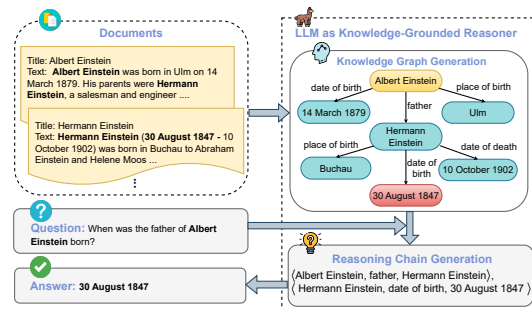 Documents
Title: Albert Einstein
Text: Albert Einstein was born in Ulm on 14
March 1879. His parents were Hermann
Einstein, a salesman and engineer ....
Title: Hermann Einstein
Text: Hermann Einstein (30 August 1847 - 10
October 1902) was born in Buchau to Abraham
Einstein and Helene Moos ...
Question: When was the father of Albert
Einstein born?
Answer: 30 August 1847
LLM as Knowledge-Grounded Reasoner
Knowledge Graph Generation
Albert Einstein
date of birth
place of birth
father
14 March 1879
Ulm
Hermann
Einstein
place of birth
date of
birth
date of death
Buchau
10 October 1902
30 August 1847
Reasoning Chain Generation
⟨Albert Einstein, father, Hermann Einstein⟩,
⟨ Hermann Einstein, date of birth, 30 August 1847 ⟩